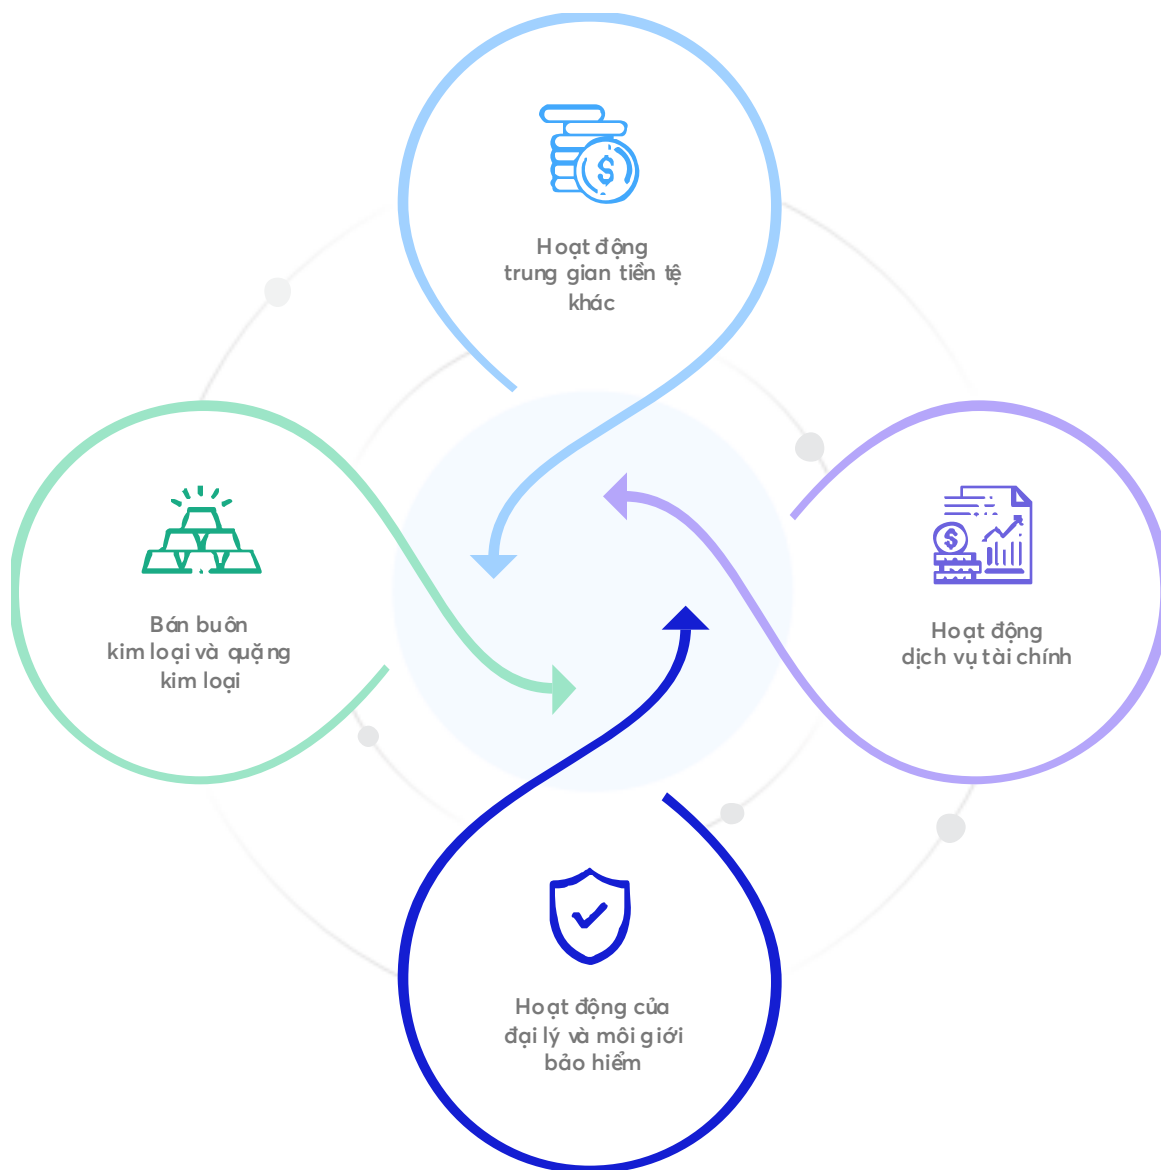 Hoạt động
trung gian tiền tệ
khác
Bán buôn
kim loại và quặng
kim loại
Hoạt động
dịch vụ tài chính
Hoạt động của
đại lý và môi giới
bảo hiểm